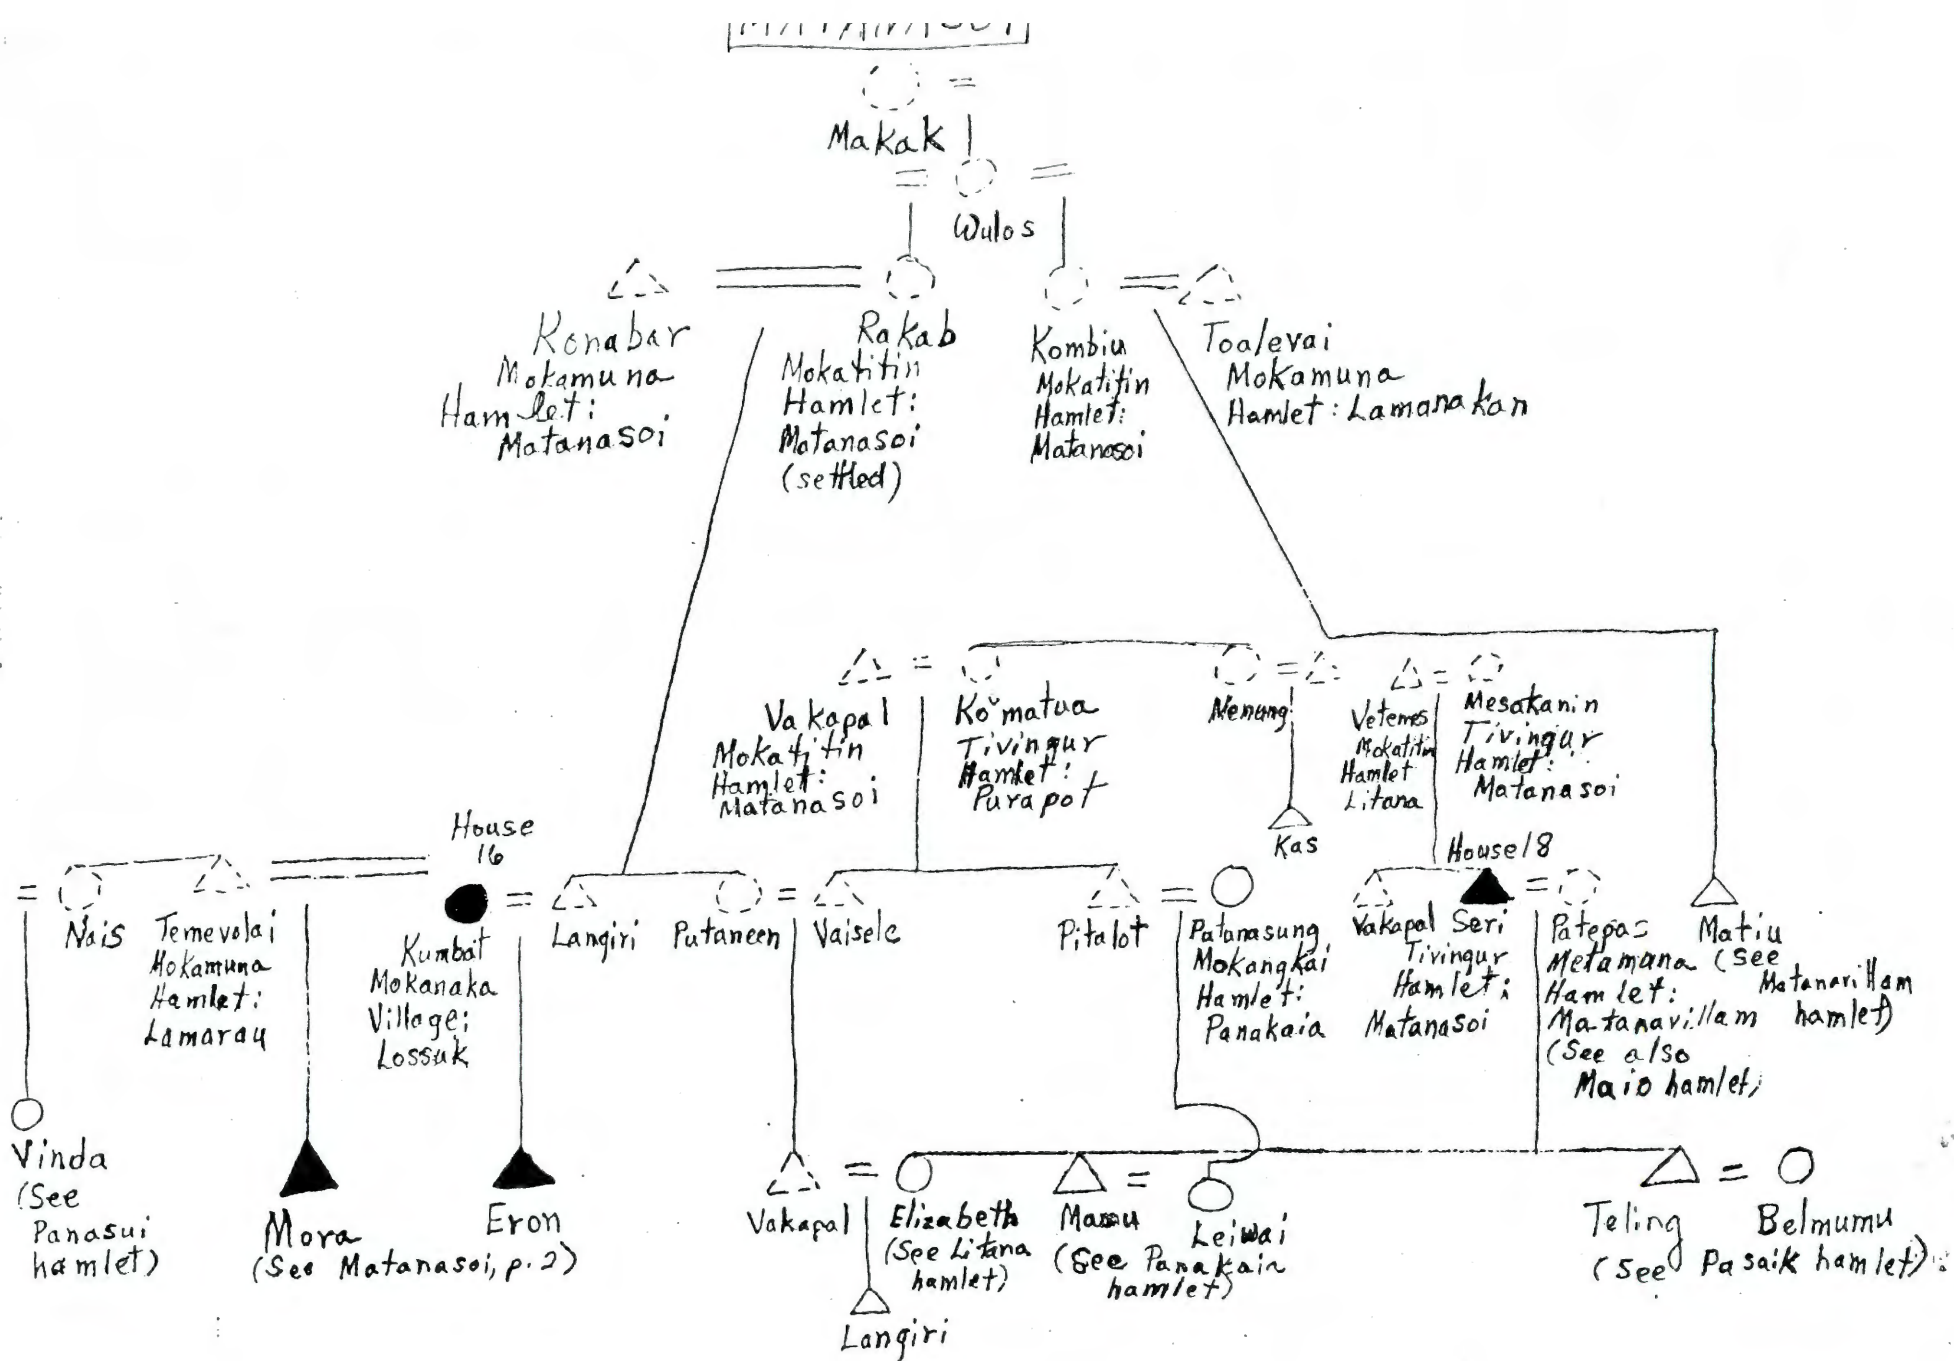 MATANASOI
Makak
Wulos
Konabar
Mokamuna
Hamlet:
Matanasoi
Rakab
Mokatitin
Hamlet:
Matanasoi
(settled)
Kombiu
Mokatitin
Hamlet:
Matanasoi
Toalevai
Mokamuna
Hamlet: Lamanakan
Vakapal
Mokatitin
Hamlet:
Matanasoi
Komatua
Tivingur
Hamlet:
Purapot
Nenung
Kas
Vetemes
Mokatitin
Hamlet
Litana
Mesakanin
Tivingur
Hamlet:
Matanasoi
Nais
Temevolai
Mokamuna
Hamlet:
Lamarau
House
16
Kumbat
Mokanaka
Village:
Lossuk
Langiri
Putaneen
Vaisele
Pitalot
Patanasung
Mokangkai
Hamlet:
Panakaia
Vakapal
House 18
Seri
Tivingur
Hamlet:
Matanasoi
Patepas
Metamana
Hamlet:
Matanavillam
(See also
Maio hamlet)
Matiu
(See
Matanavillam
hamlet)
Vinda
(See
Panasui
hamlet)
Mora
(See Matanasoi, p. 2)
Eron
Vakapal
Elizabeth
(See Litana
hamlet)
Mamu
Leiwai
(See Panakaia
hamlet)
Teling
Belmumu
(See Pasaik hamlet)
Langiri